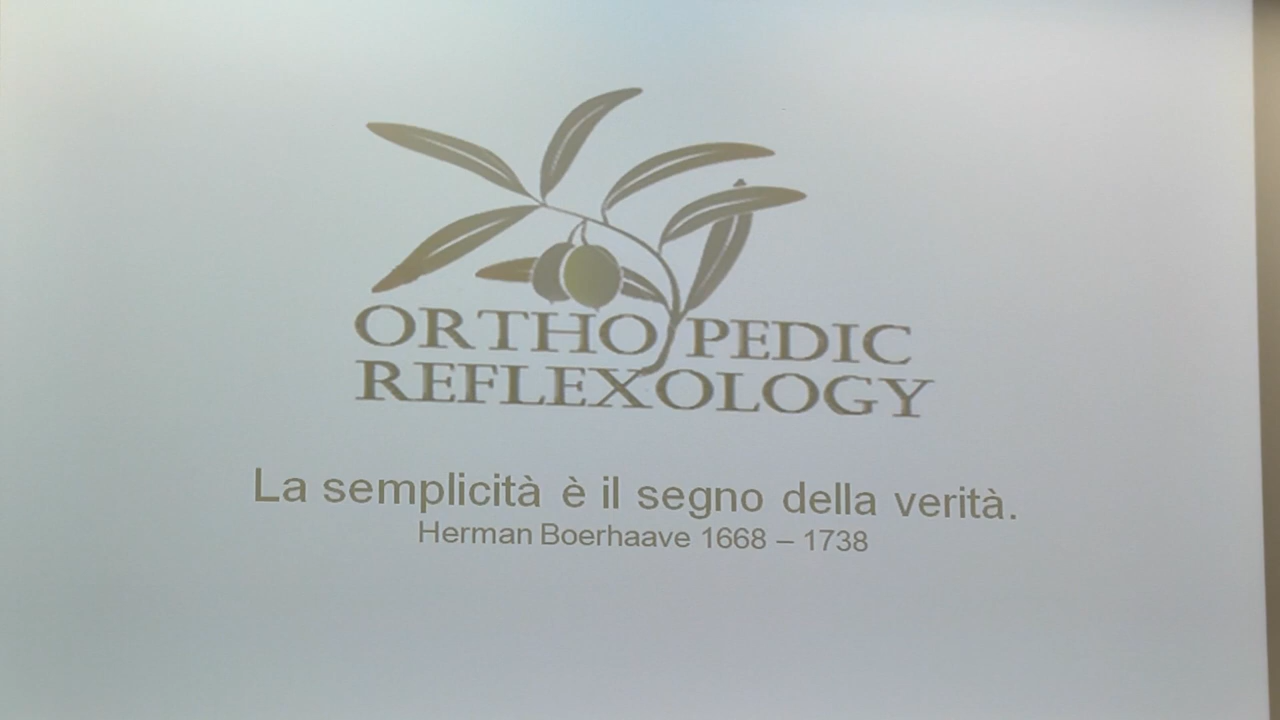 ORTHOPEDIC
REFLEXOLOGY
La semplicità è il segno della verità.
Herman Boerhaave 1668 – 1738